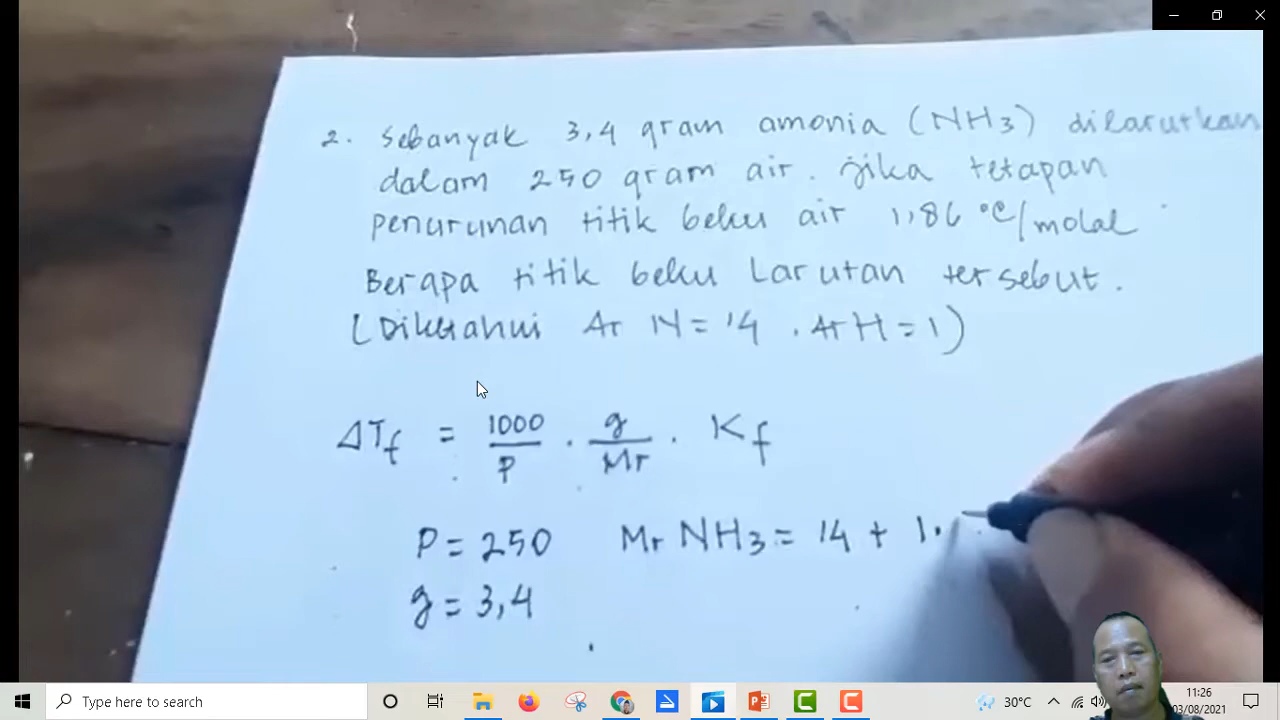 2. Sebanyak 3,4 gram amonia (NH3) dilarutkan
dalam 250 gram air. jika tetapan
penurunan titik beku air 1,86 °C/molal
Berapa titik beku Larutan tersebut.
(Diketahui Ar N = 14 . Ar H = 1)
ΔTf = 1000/P . g/Mr . Kf
P = 250 Mr NH3 = 14 + 1.
g = 3,4
Type here to search
30°C
11:26
03/08/2021